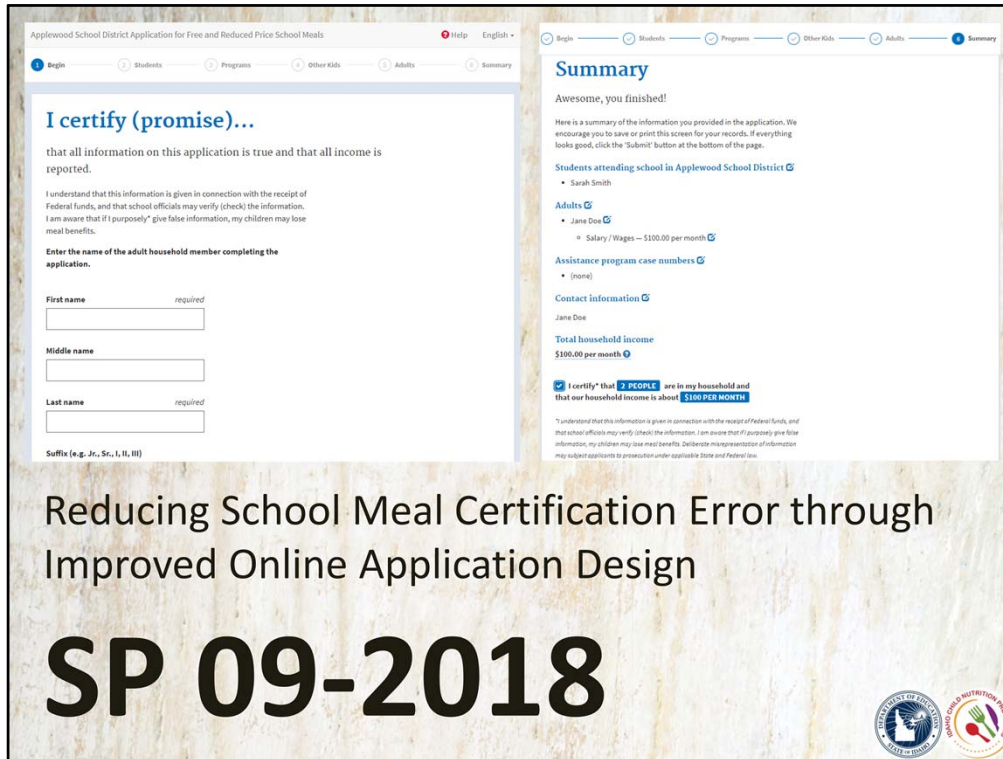 Applewood School District Application for Free and Reduced Price School Meals
Help English
1 Begin 2 Students 3 Programs 4 Other Kids 5 Adults 6 Summary
I certify (promise)...
that all information on this application is true and that all income is
reported.
I understand that this information is given in connection with the receipt of
Federal funds, and that school officials may verify (check) the information.
I am aware that if I purposely* give false information, my children may lose
meal benefits.
Enter the name of the adult household member completing the
application.
First name required
Middle name
Last name required
Suffix (e.g. Jr., Sr., I, II, III)
Begin Students Programs Other Kids Adults 6 Summary
Summary
Awesome, you finished!
Here is a summary of the information you provided in the application. We
encourage you to save or print this screen for your records. If everything
looks good, click the 'Submit' button at the bottom of the page.
Students attending school in Applewood School District
• Sarah Smith
Adults
• Jane Doe
Salary / Wages — $100.00 per month
Assistance program case numbers
• (none)
Contact information
Jane Doe
Total household income
$100.00 per month
I certify* that 2 PEOPLE are in my household and
that our household income is about $100 PER MONTH
*I understand that this information is given in connection with the receipt of Federal funds, and
that school officials may verify (check) the information. I am aware that if I purposely give false
information, my children may lose meal benefits. Deliberate misrepresentation of information
may subject applicants to prosecution under applicable State and Federal law.
Reducing School Meal Certification Error through
Improved Online Application Design
SP 09-2018
DEPARTMENT OF EDUCATION
STATE OF IDAHO
IDAHO CHILD NUTRITION